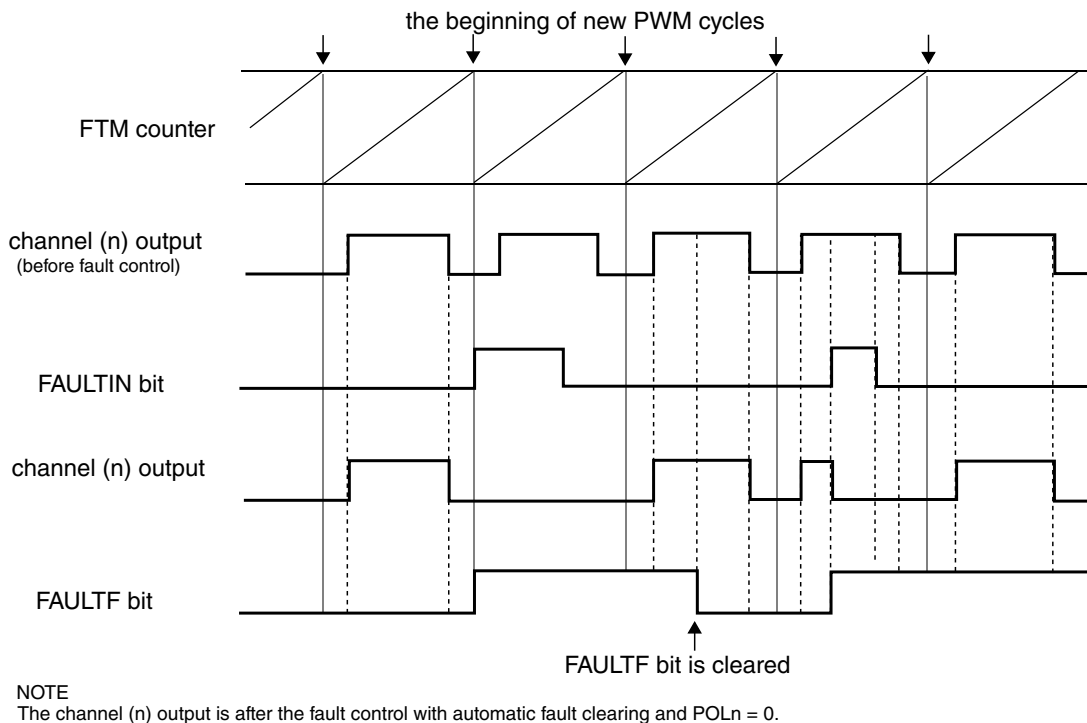 the beginning of new PWM cycles
FTM counter
channel (n) output
(before fault control)
FAULTIN bit
channel (n) output
FAULTF bit
FAULTF bit is cleared
NOTE
The channel (n) output is after the fault control with automatic fault clearing and POLn = 0.